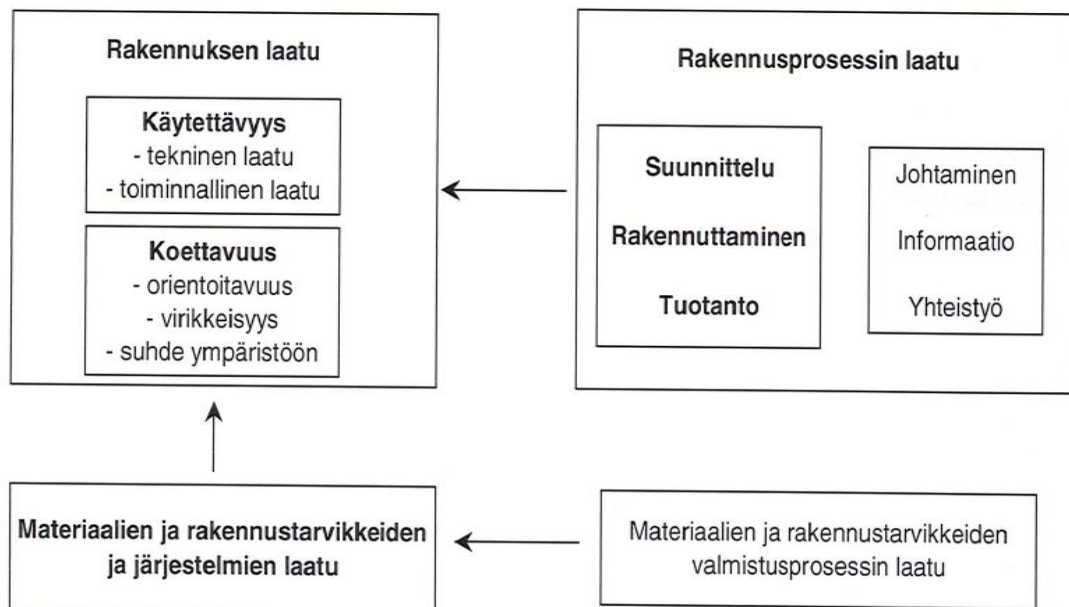 Rakennuksen laatu
Käytettävyys
- tekninen laatu
- toiminnallinen laatu
Koettavuus
- orientoitavuus
- virikkeisyys
- suhde ympäristöön
Rakennusprosessin laatu
Suunnittelu
Rakennuttaminen
Tuotanto
Johtaminen
Informaatio
Yhteistyö
Materiaalien ja rakennustarvikkeiden
ja järjestelmien laatu
Materiaalien ja rakennustarvikkeiden
valmistusprosessin laatu